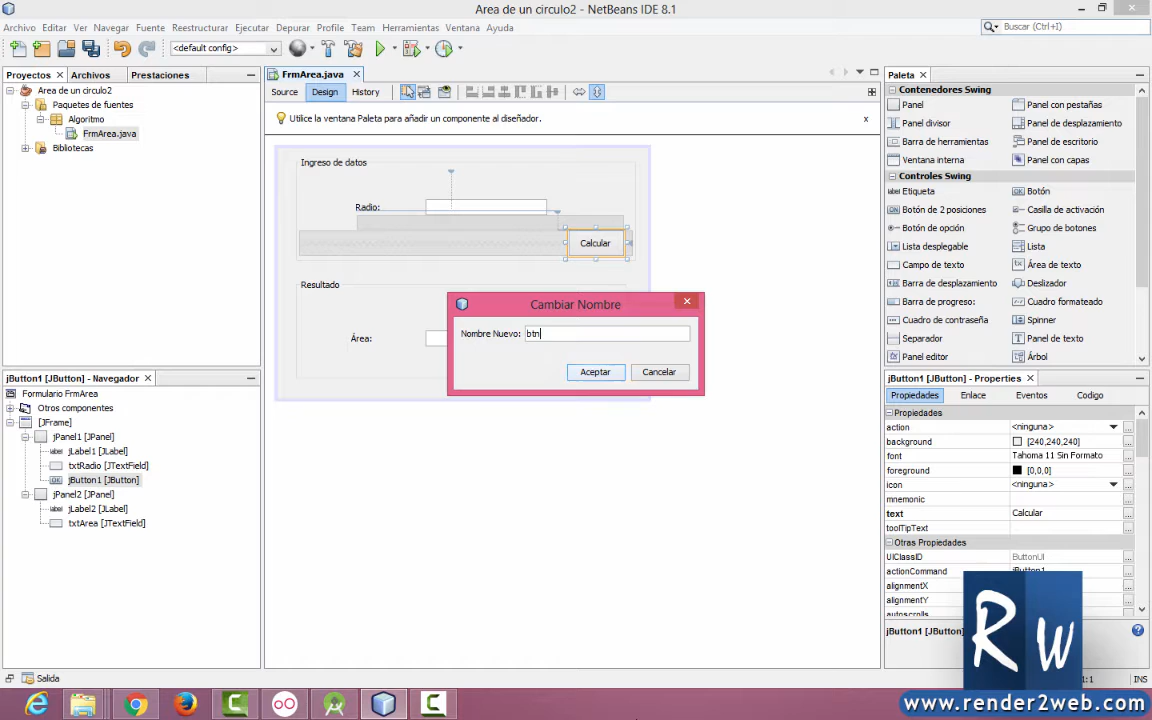 Area de un circulo2 - NetBeans IDE 8.1
Archivo Editar Ver Navegar Fuente Reestructurar Ejecutar Depurar Profile Team Herramientas Ventana Ayuda
Buscar (Ctrl+I)
<default config>
Proyectos Archivos Prestaciones
Area de un circulo2
Paquetes de fuentes
Algoritmo
FrmArea.java
Bibliotecas
FrmArea.java
Source Design History
Utilice la ventana Paleta para añadir un componente al diseñador.
x
Ingreso de datos
Radio:
Calcular
Resultado
Área:
Cambiar Nombre
Nombre Nuevo: btn
Aceptar Cancelar
Paleta
Contenedores Swing
Panel Panel con pestañas
Panel divisor Panel de desplazamiento
Barra de herramientas Panel de escritorio
Ventana interna Panel con capas
Controles Swing
Etiqueta Botón
Botón de 2 posiciones Casilla de activación
Botón de opción Grupo de botones
Lista desplegable Lista
Campo de texto Área de texto
Barra de desplazamiento Deslizador
Barra de progreso: Cuadro formateado
Cuadro de contraseña Spinner
Separador Panel de texto
Panel editor Árbol
jButton1 [JButton] - Navegador
Formulario FrmArea
Otros componentes
[JFrame]
jPanel1 [JPanel]
jLabel1 [JLabel]
txtRadio [JTextField]
jButton1 [JButton]
jPanel2 [JPanel]
jLabel2 [JLabel]
txtArea [JTextField]
jButton1 [JButton] - Properties
Propiedades Enlace Eventos Codigo
Propiedades
action <ninguna>
background [240,240,240]
font Tahoma 11 Sin Formato
foreground [0,0,0]
icon <ninguna>
mnemonic
text Calcular
toolTipText
Otras Propiedades
UIClassID ButtonUI
actionCommand jButton1
alignmentX
alignmentY
autoscrolls
jButton1 [JButton]
Salida
1:1 INS
RW
www.render2web.com